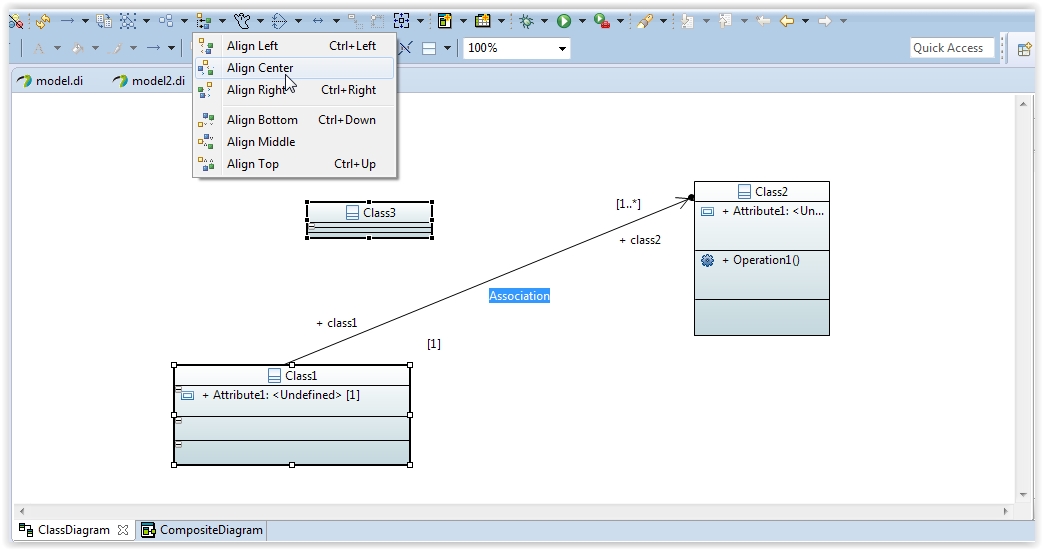 Align Left Ctrl+Left
100%
Quick Access
Align Center
model.di model2.di
Align Right Ctrl+Right
Align Bottom Ctrl+Down
Align Middle
Align Top Ctrl+Up
Class2
[1..*]
+ Attribute1: <Un...
Class3
+ class2
+ Operation1()
Association
+ class1
[1]
Class1
+ Attribute1: <Undefined> [1]
ClassDiagram CompositeDiagram